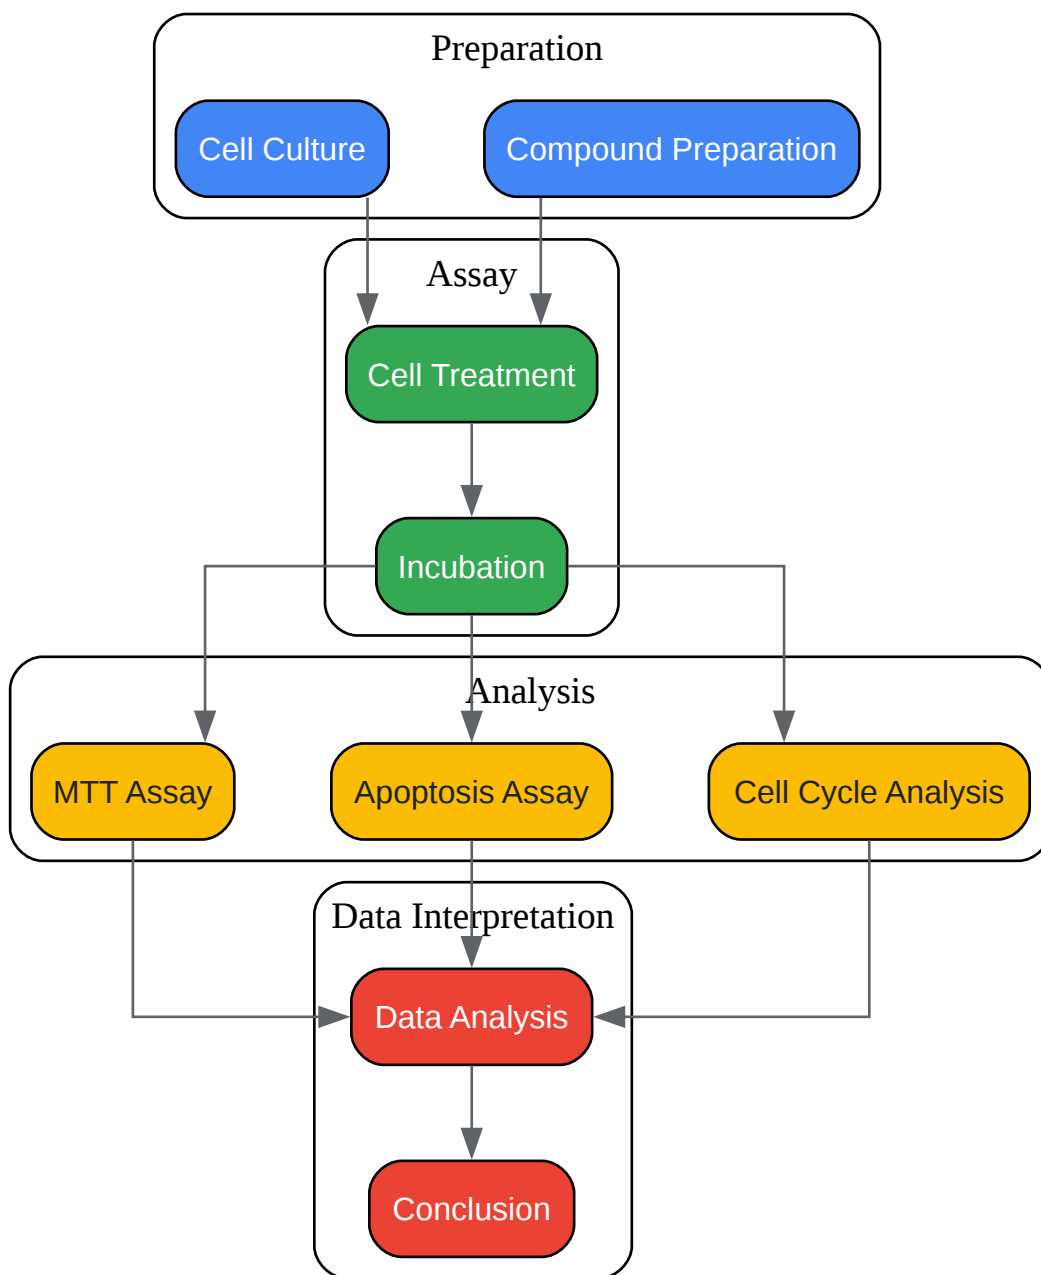 Preparation
Cell Culture
Compound Preparation
Assay
Cell Treatment
Incubation
Analysis
MTT Assay
Apoptosis Assay
Cell Cycle Analysis
Data Interpretation
Data Analysis
Conclusion